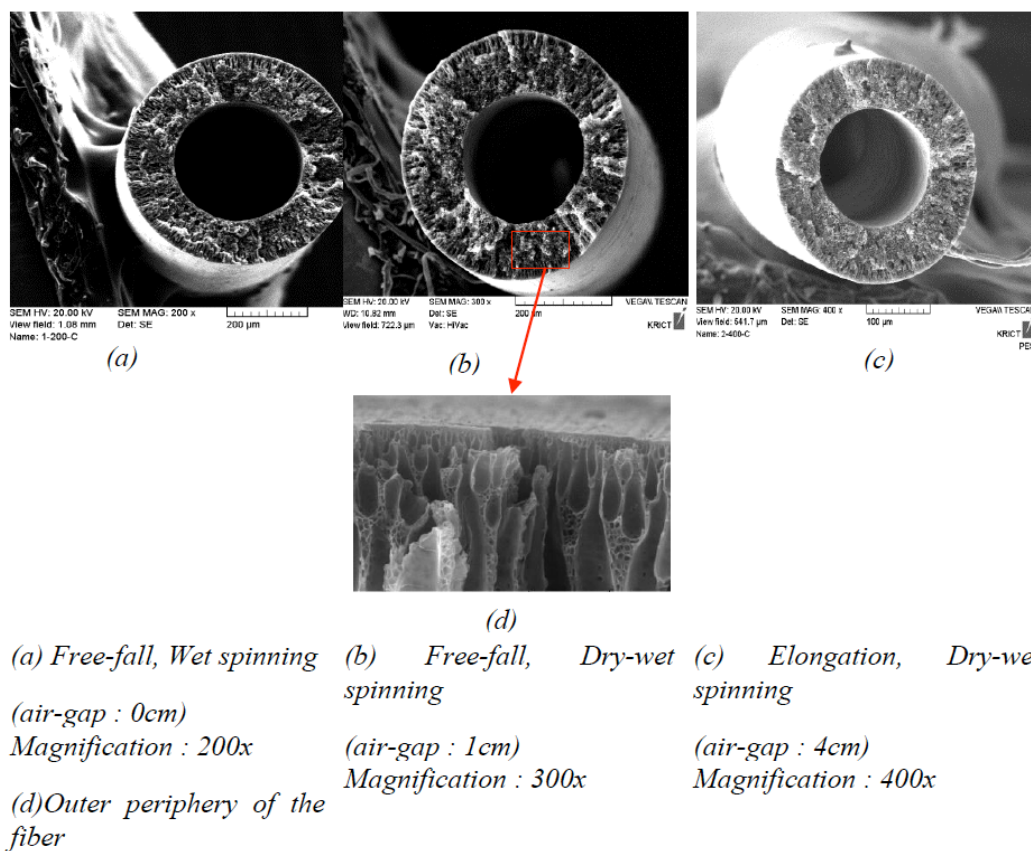 SEM HV: 20.00 kV SEM MAG: 200 x
View field: 1.08 mm Det: SE 200 µm
Name: 1-200-C
SEM HV: 20.00 kV SEM MAG: 300 x VEGA\\ TESCAN
WD: 10.82 mm Det: SE 200 µm
View field: 722.3 µm Vac: HiVac KRICT
SEM HV: 20.00 kV SEM MAG: 400 x VEGA\\ TESCAN
View field: 541.7 µm Det: SE 100 µm
Name: 2-400-C KRICT
(a)
(b)
(c)
(d)
(a) Free-fall, Wet spinning
(air-gap : 0cm)
Magnification : 200x
(d)Outer periphery of the
fiber
(b) Free-fall, Dry-wet
spinning
(air-gap : 1cm)
Magnification : 300x
(c) Elongation, Dry-we
spinning
(air-gap : 4cm)
Magnification : 400x